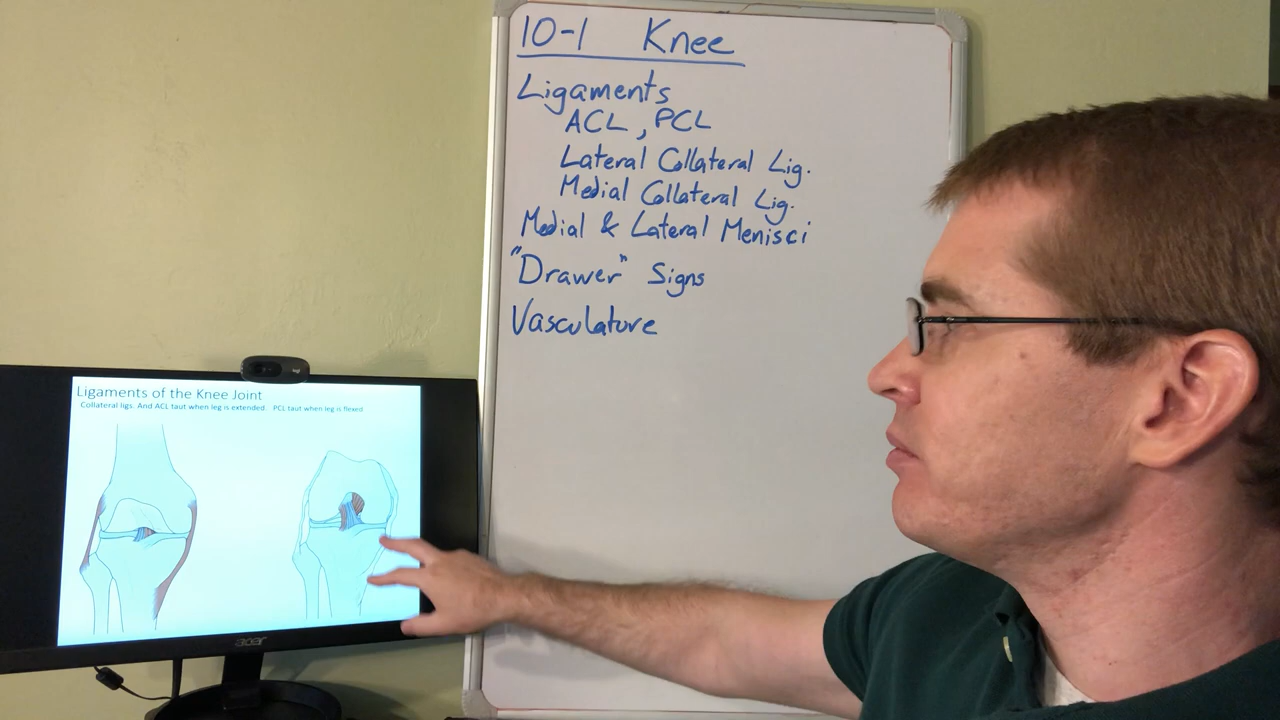 10-1 Knee
Ligaments
ACL, PCL
Lateral Collateral Lig.
Medial Collateral Lig.
Medial & Lateral Menisci
"Drawer" Signs
Vasculature
Ligaments of the Knee Joint
Collateral ligs. And ACL taut when leg is extended. PCL taut when leg is flexed
acer
logi